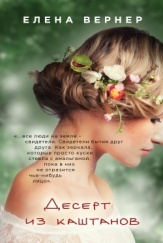 ЕЛЕНА ВЕРНЕР
«...все люди на земле -
свидетели. Свидетели бытия друг
друга. Как зеркала,
которые просто куски
стекла с амальгамой,
пока в них
не отразится
чье-нибудь
лицо».
Десерт
из каштанов